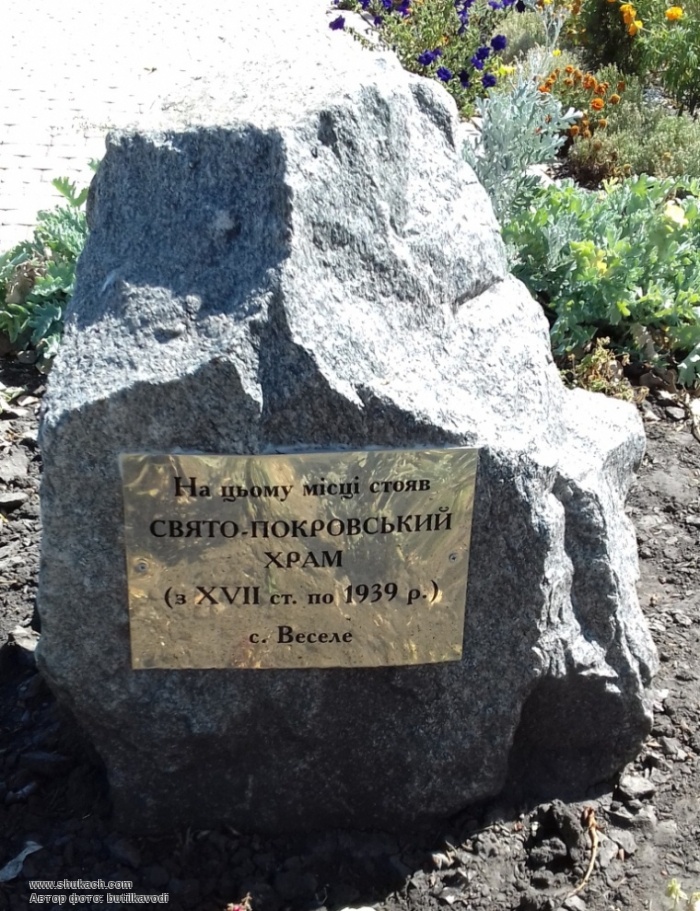 На цьому місці стояв
СВЯТО-ПОКРОВСЬКИЙ
ХРАМ
(з XVII ст. по 1939 р.)
с. Веселе
www.shukach.com
Автор фото: butilkavodi